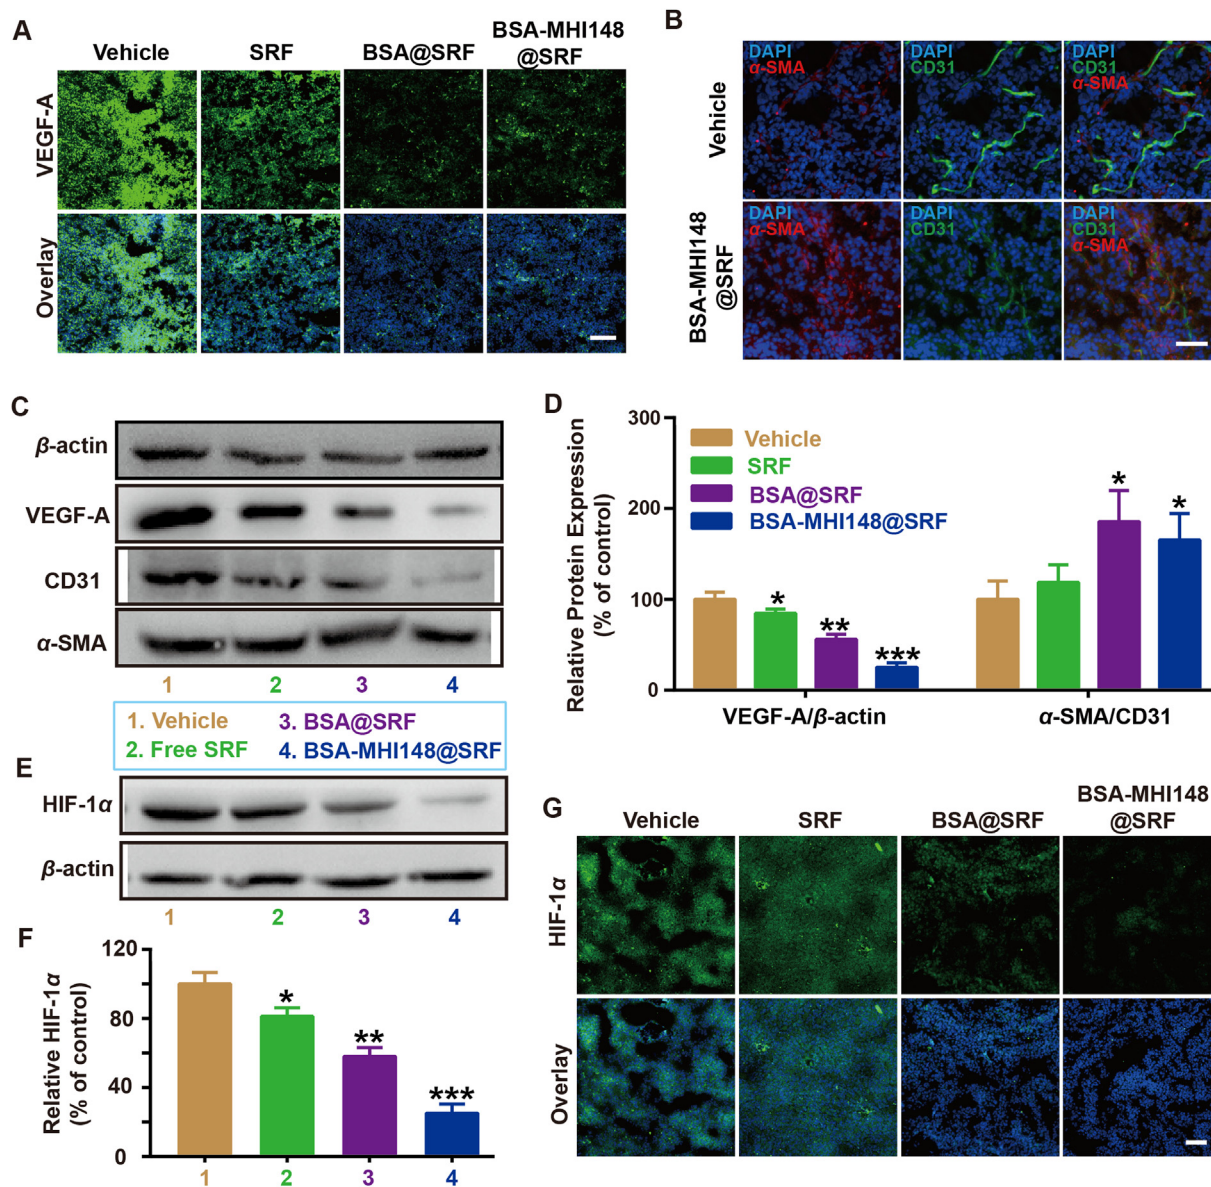 A
Vehicle
SRF
BSA@SRF
BSA-MHI148
@SRF
VEGF-A
Overlay
B
Vehicle
DAPI
α-SMA
DAPI
CD31
DAPI
CD31
α-SMA
BSA-MHI148
@SRF
DAPI
α-SMA
DAPI
CD31
DAPI
CD31
α-SMA
C
β-actin
VEGF-A
CD31
α-SMA
1 2 3 4
1. Vehicle
2. Free SRF
3. BSA@SRF
4. BSA-MHI148@SRF
D
Relative Protein Expression
(% of control)
300
200
100
0
Vehicle
SRF
BSA@SRF
BSA-MHI148@SRF
* ** *** * *
VEGF-A/β-actin
α-SMA/CD31
E
HIF-1α
β-actin
1 2 3 4
F
Relative HIF-1α
(% of control)
120
80
40
0
* ** ***
1 2 3 4
G
Vehicle
SRF
BSA@SRF
BSA-MHI148
@SRF
HIF-1α
Overlay